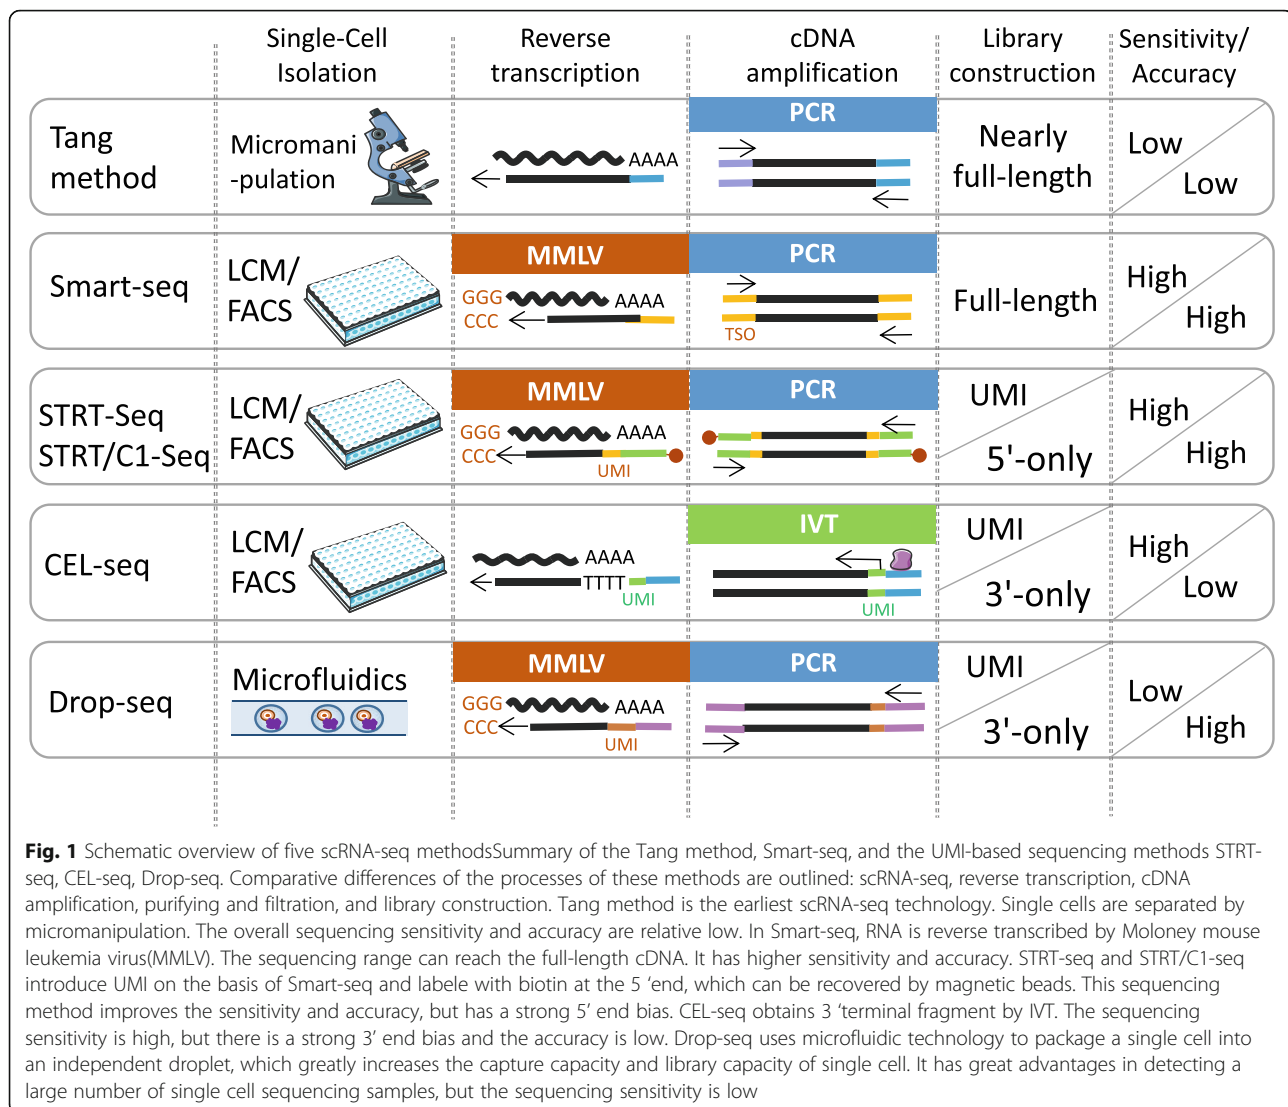 Single-Cell
Isolation
Reverse
transcription
cDNA
amplification
Library
construction
Sensitivity/
Accuracy
Tang
method
Micromani
-pulation
AAAA
PCR
Nearly
full-length
Low
Low
Smart-seq
LCM/
FACS
MMLV
GGG
AAAA
CCC
PCR
TSO
Full-length
High
High
STRT-Seq
STRT/C1-Seq
LCM/
FACS
MMLV
GGG
AAAA
CCC
UMI
PCR
UMI
5'-only
High
High
CEL-seq
LCM/
FACS
AAAA
TTTT
UMI
IVT
UMI
UMI
3'-only
High
Low
Drop-seq
Microfluidics
MMLV
GGG
AAAA
CCC
UMI
PCR
UMI
3'-only
Low
High
Fig. 1 Schematic overview of five scRNA-seq methodsSummary of the Tang method, Smart-seq, and the UMI-based sequencing methods STRT-
seq, CEL-seq, Drop-seq. Comparative differences of the processes of these methods are outlined: scRNA-seq, reverse transcription, cDNA
amplification, purifying and filtration, and library construction. Tang method is the earliest scRNA-seq technology. Single cells are separated by
micromanipulation. The overall sequencing sensitivity and accuracy are relative low. In Smart-seq, RNA is reverse transcribed by Moloney mouse
leukemia virus(MMLV). The sequencing range can reach the full-length cDNA. It has higher sensitivity and accuracy. STRT-seq and STRT/C1-seq
introduce UMI on the basis of Smart-seq and labele with biotin at the 5 ‘end, which can be recovered by magnetic beads. This sequencing
method improves the sensitivity and accuracy, but has a strong 5’ end bias. CEL-seq obtains 3 ‘terminal fragment by IVT. The sequencing
sensitivity is high, but there is a strong 3’ end bias and the accuracy is low. Drop-seq uses microfluidic technology to package a single cell into
an independent droplet, which greatly increases the capture capacity and library capacity of single cell. It has great advantages in detecting a
large number of single cell sequencing samples, but the sequencing sensitivity is low